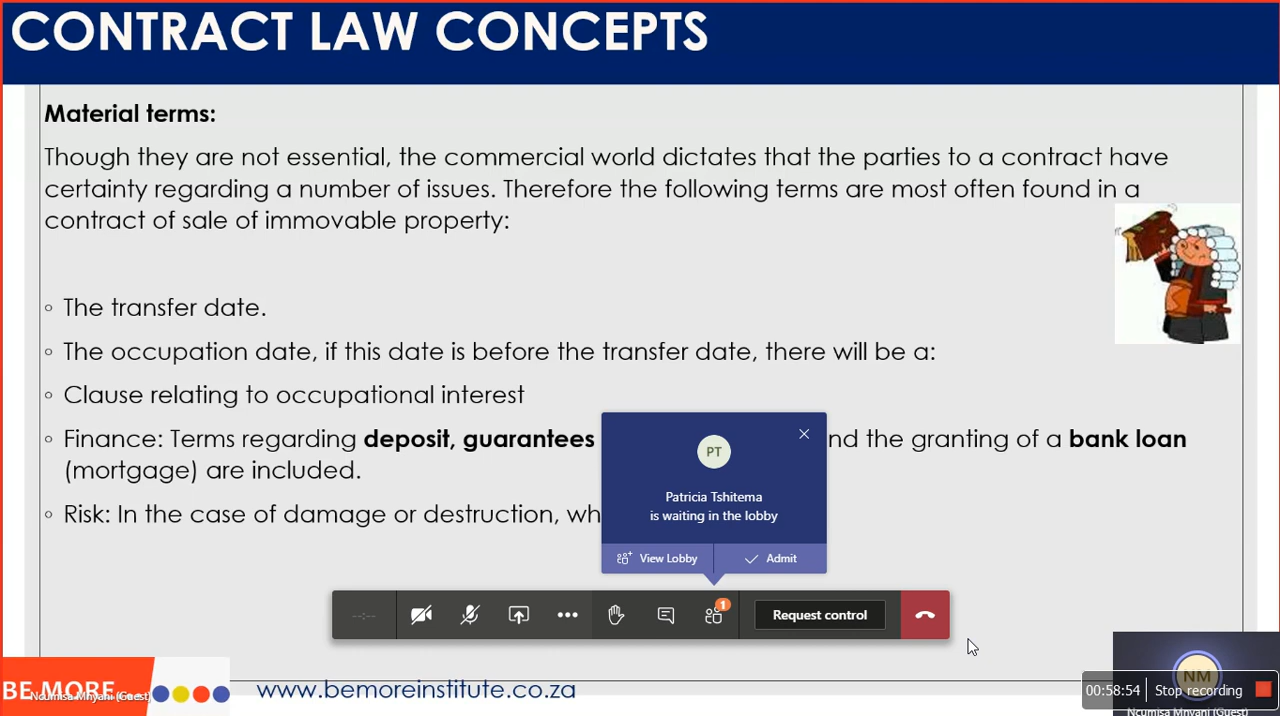 CONTRACT LAW CONCEPTS
Material terms:
Though they are not essential, the commercial world dictates that the parties to a contract have
certainty regarding a number of issues. Therefore the following terms are most often found in a
contract of sale of immovable property:
◦ The transfer date.
◦ The occupation date, if this date is before the transfer date, there will be a:
◦ Clause relating to occupational interest
◦ Finance: Terms regarding deposit, guarantees nd the granting of a bank loan
(mortgage) are included.
◦ Risk: In the case of damage or destruction, wh
PT
Patricia Tshitema
is waiting in the lobby
View Lobby
Admit
--:--
1
Request control
BE MORE
Ncumisa Mnyani (Guest)
www.bemoreinstitute.co.za
NM
00:58:54
Stop recording
Ncumisa Mnyani (Guest)